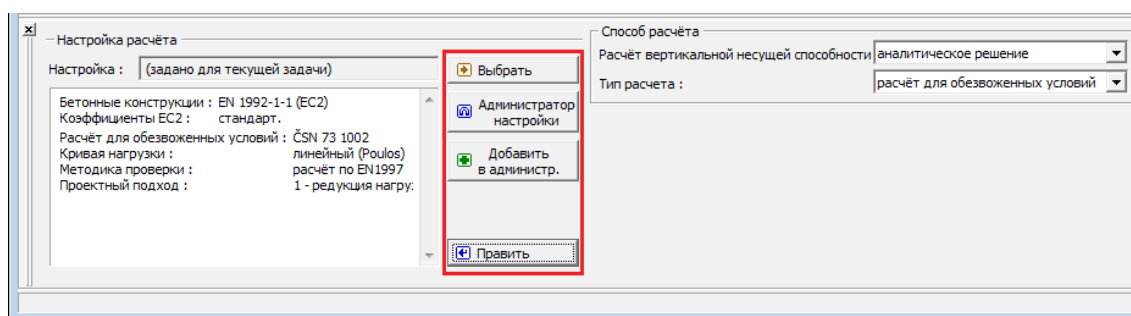 Настройка расчёта
Настройка : (задано для текущей задачи)
Бетонные конструкции : EN 1992-1-1 (EC2)
Коэффициенты EC2 : стандарт.
Расчёт для обезвоженных условий : ČSN 73 1002
Кривая нагрузки : линейный (Poulos)
Методика проверки : расчёт по EN1997
Проектный подход : 1 - редукция нагру:
Выбрать
Администратор
настройки
Добавить
в администр.
Править
Способ расчёта
Расчёт вертикальной несущей способности аналитическое решение
Тип расчета : расчёт для обезвоженных условий